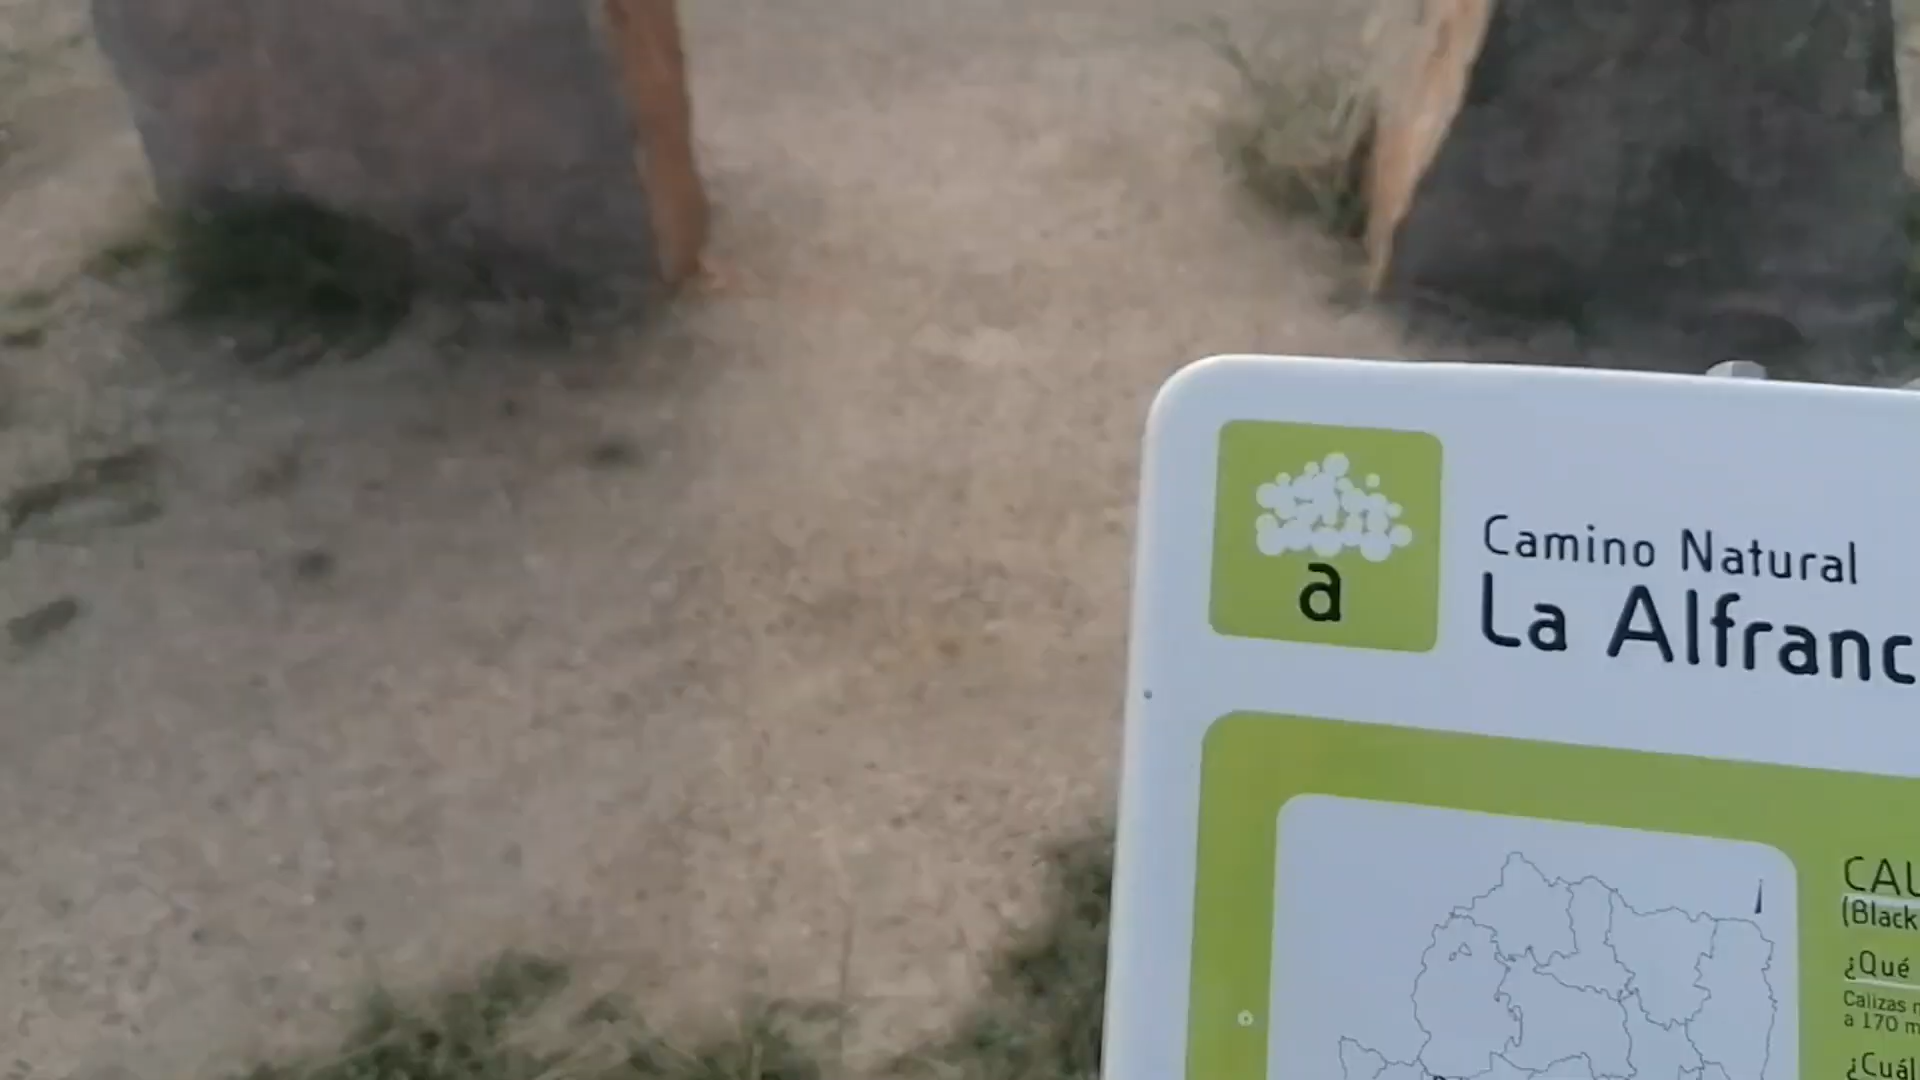 a
Camino Natural
La Alfranc
CAL
(Black
¿Qué
Calizas
a 170 m
¿Cuál